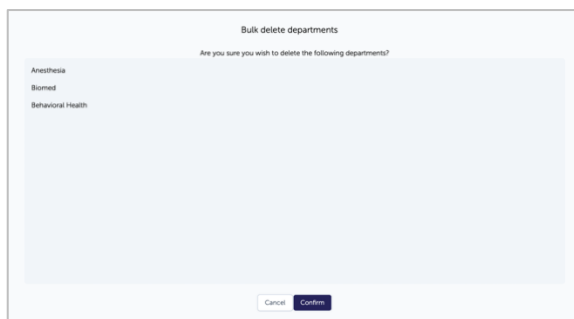 Bulk delete departments
Are you sure you wish to delete the following departments?
Anesthesia
Biomed
Behavioral Health
Cancel Confirm